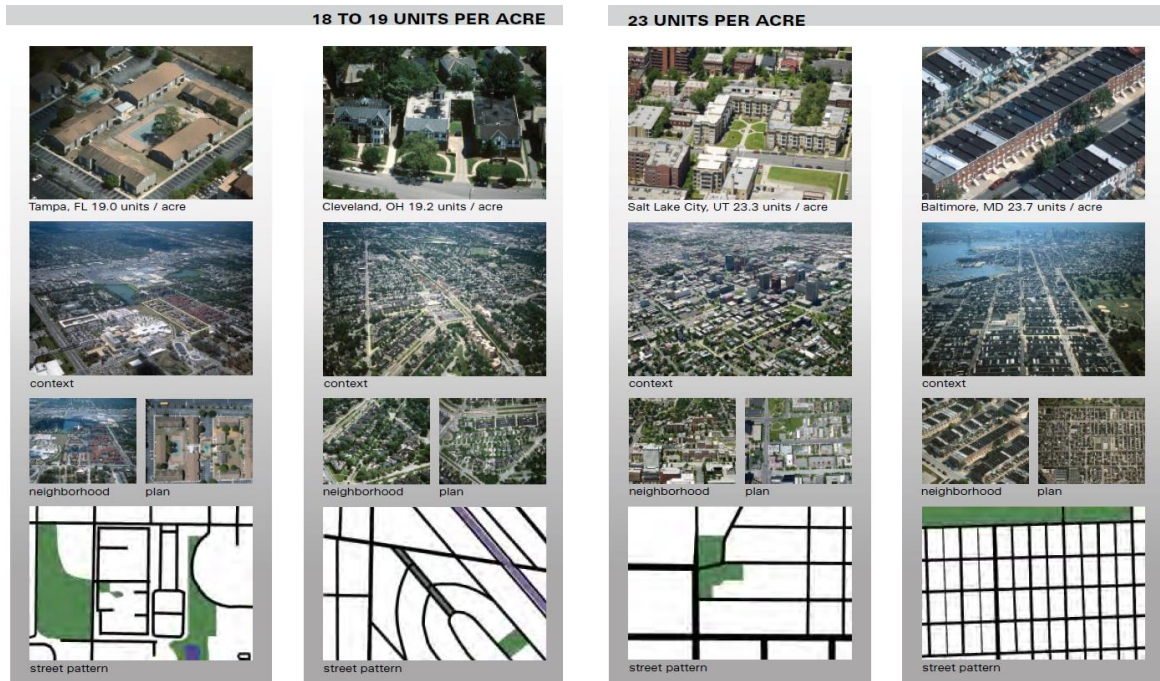 18 TO 19 UNITS PER ACRE
Tampa, FL 19.0 units / acre
context
neighborhood
plan
street pattern
Cleveland, OH 19.2 units / acre
context
neighborhood
plan
street pattern
23 UNITS PER ACRE
Salt Lake City, UT 23.3 units / acre
context
neighborhood
plan
street pattern
Baltimore, MD 23.7 units / acre
context
neighborhood
plan
street pattern